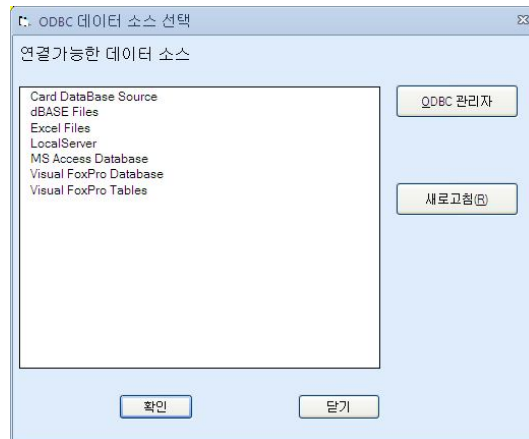 ODBC 데이터 소스 선택
연결가능한 데이터 소스
Card DataBase Source
dBASE Files
Excel Files
LocalServer
MS Access Database
Visual FoxPro Database
Visual FoxPro Tables
ODBC 관리자
새로고침(R)
확인
닫기